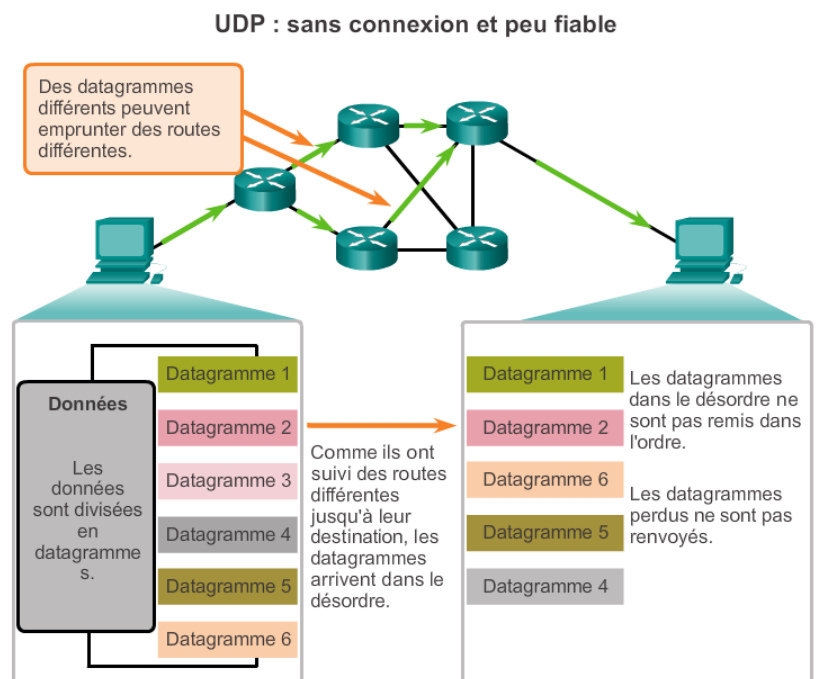 UDP : sans connexion et peu fiable
Des datagrammes
différents peuvent
emprunter des routes
différentes.
Données
Les
données
sont divisées
en
datagramme
s.
Datagramme 1
Datagramme 2
Datagramme 3
Datagramme 4
Datagramme 5
Datagramme 6
Comme ils ont
suivi des routes
différentes
jusqu'à leur
destination, les
datagrammes
arrivent dans le
désordre.
Datagramme 1
Datagramme 2
Datagramme 6
Datagramme 5
Datagramme 4
Les datagrammes
dans le désordre ne
sont pas remis dans
l'ordre.
Les datagrammes
perdus ne sont pas
renvoyés.